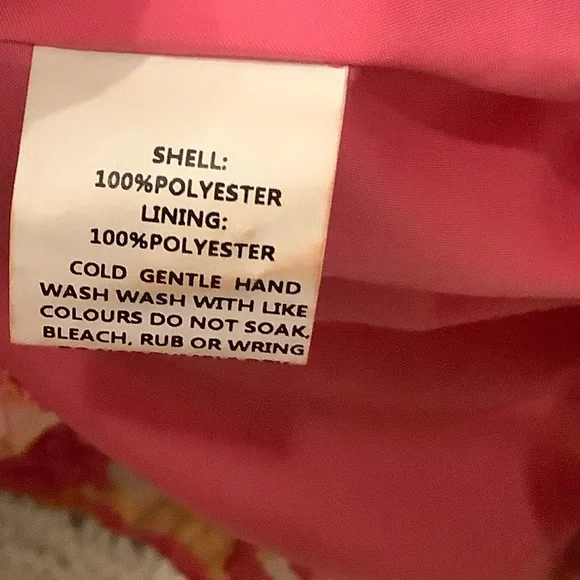 SHELL:
100%POLYESTER
LINING:
100%POLYESTER
COLD GENTLE HAND
WASH WASH WITH LIKE
COLOURS DO NOT SOAK,
BLEACH, RUB OR WRING